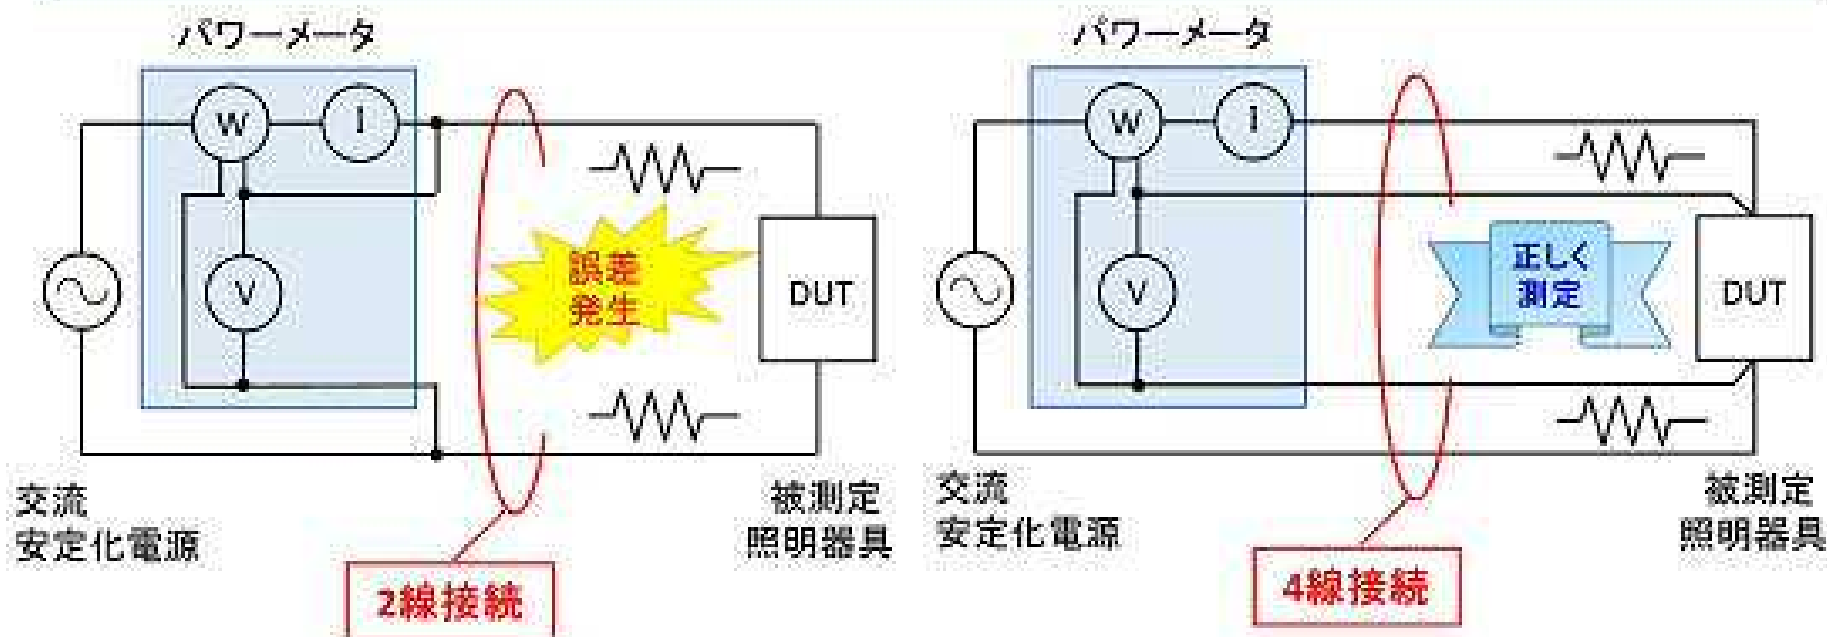 パワーメータ
W
I
V
誤差
発生
DUT
交流
安定化電源
被測定
照明器具
2線接続
パワーメータ
W
I
V
正しく
測定
DUT
交流
安定化電源
被測定
照明器具
4線接続